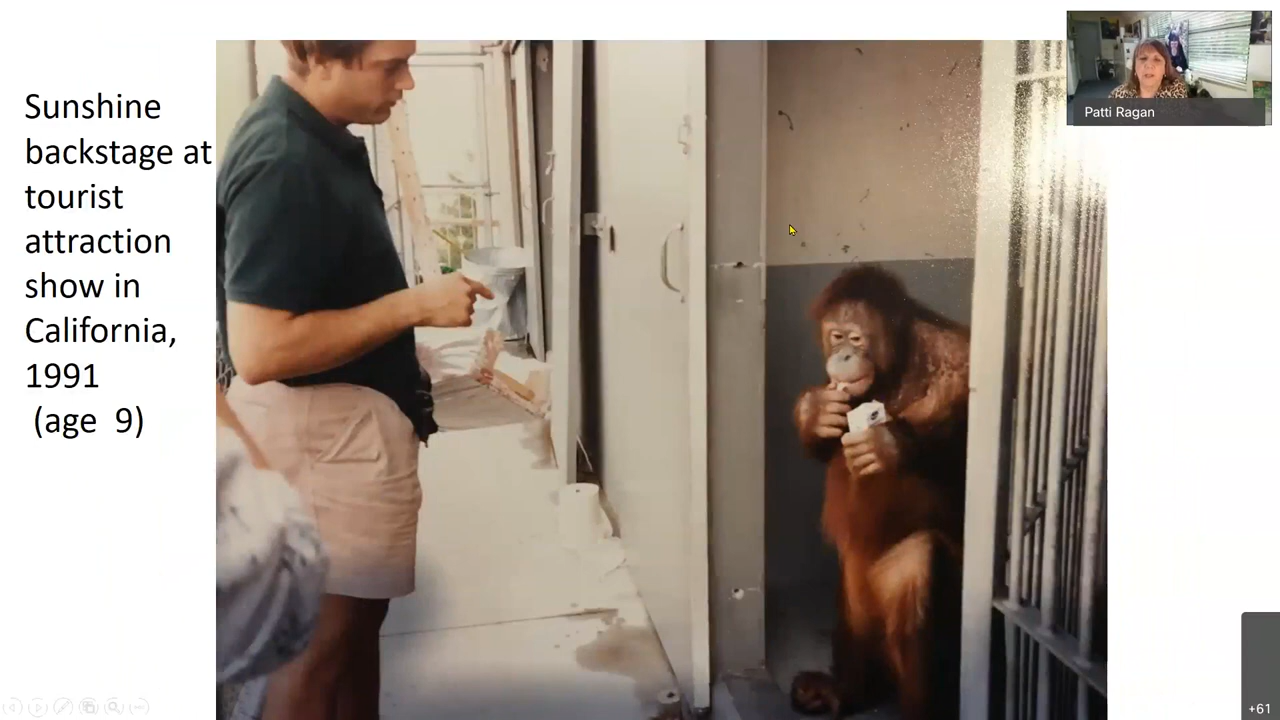 Sunshine
backstage at
tourist
attraction
show in
California,
1991
(age 9)
Patti Ragan
+61